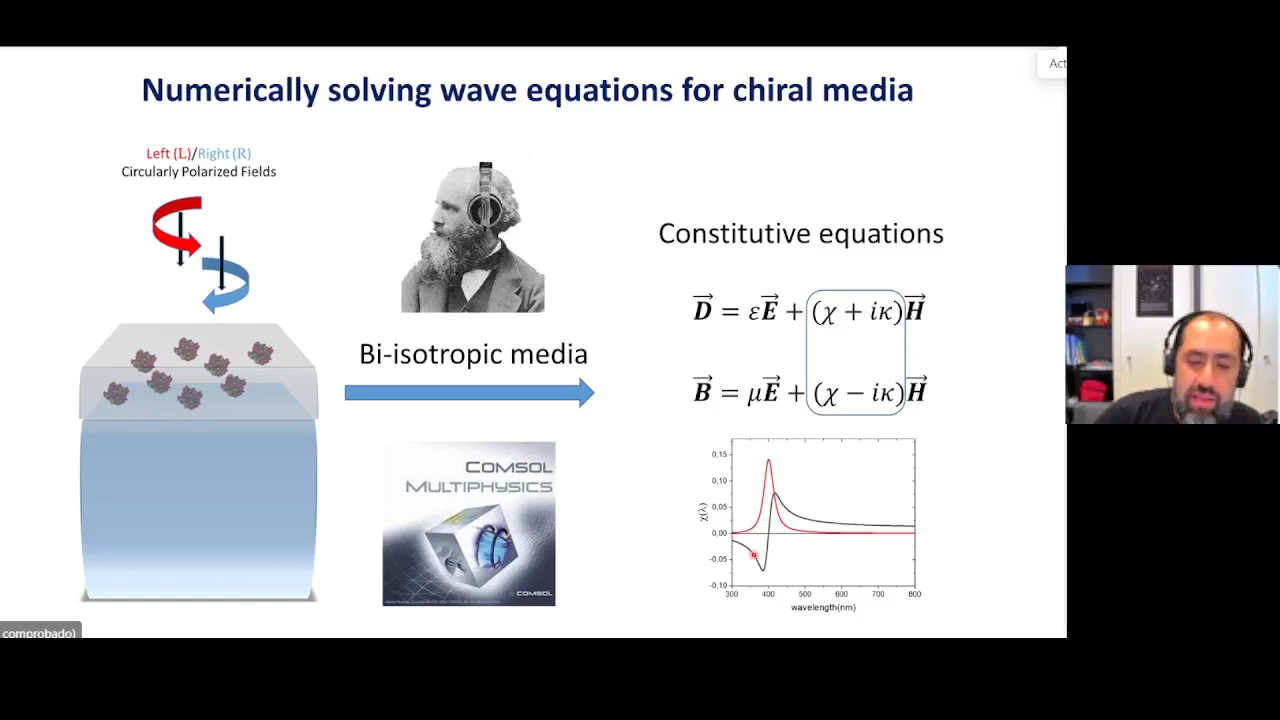 Numerically solving wave equations for chiral media
Act
Left (L)/Right (R)
Circularly Polarized Fields
Bi-isotropic media
COMSOL
MULTIPHYSICS
COMSOL
Constitutive equations
D⃗ = εE⃗ + (χ + iκ)H⃗
B⃗ = μE⃗ + (χ − iκ)H⃗
χ(λ)
0,15
0,10
0,05
0,00
-0,05
-0,10
300 400 500 600 700 800
wavelength(nm)
comprobado)